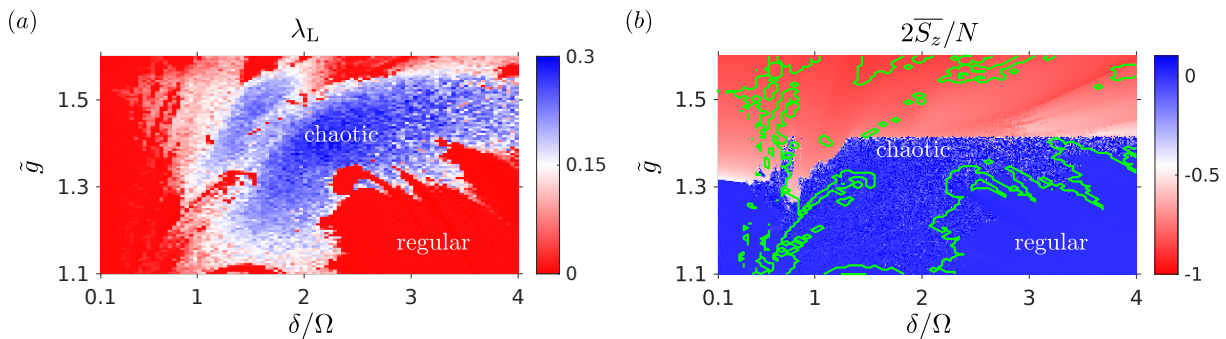 (a)
λ_L
1.5
1.3
1.1
g̃
0.1
1
2
3
4
δ/Ω
chaotic
regular
0.3
0.15
0
(b)
2\overline{S_z}/N
1.5
1.3
1.1
g̃
0.1
1
2
3
4
δ/Ω
chaotic
regular
0
-0.5
-1